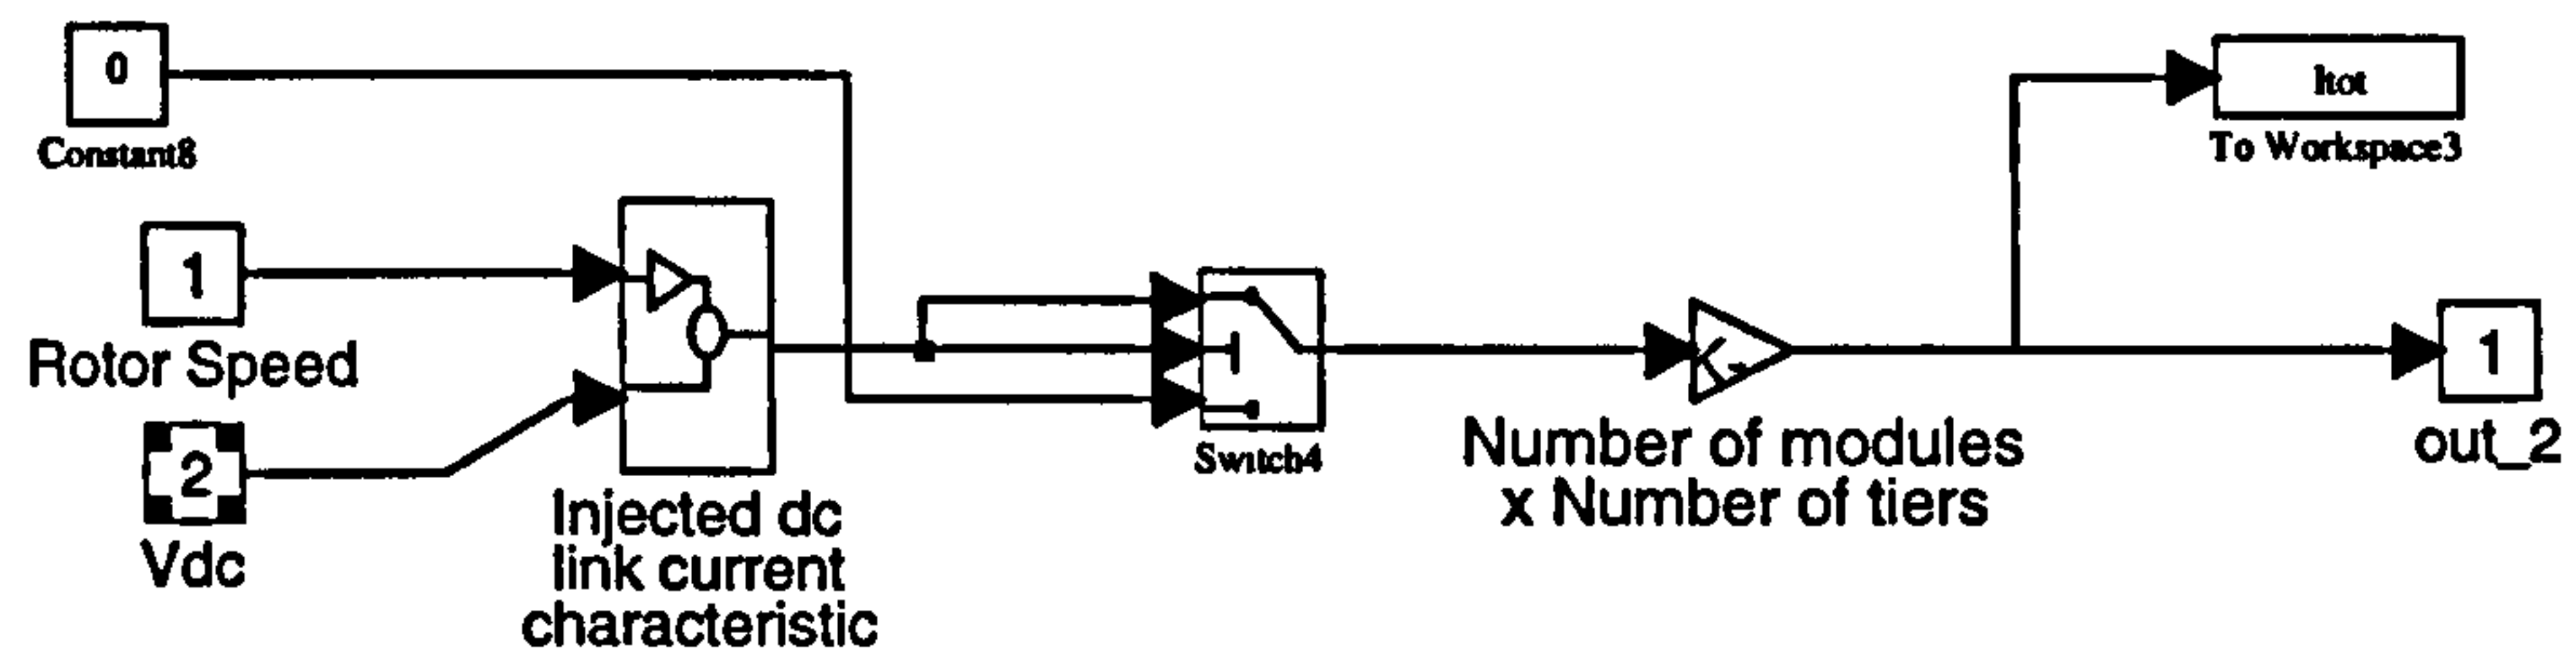 0
Constant8
1
Rotor Speed
2
Vdc
Injected dc
link current
characteristic
Switch4
K-
Number of modules
x Number of tiers
Itot
To Workspace3
1
out_2